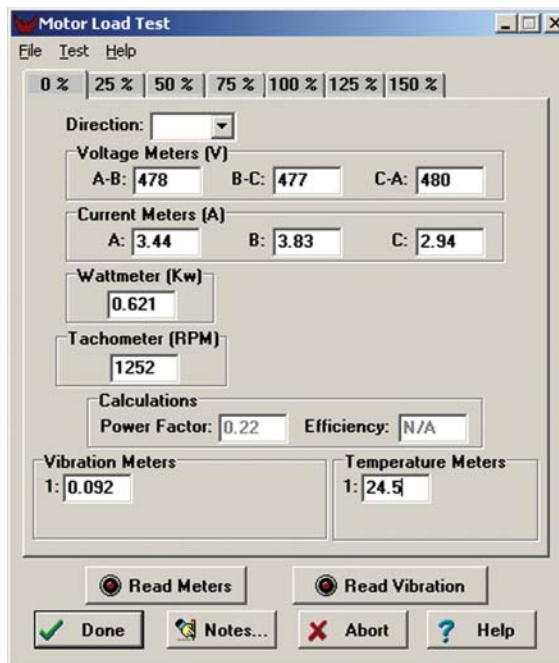 Motor Load Test
File Test Help
0 % 25 % 50 % 75 % 100 % 125 % 150 %
Direction:
Voltage Meters (V)
A-B: 478 B-C: 477 C-A: 480
Current Meters (A)
A: 3.44 B: 3.83 C: 2.94
Wattmeter (Kw)
0.621
Tachometer (RPM)
1252
Calculations
Power Factor: 0.22 Efficiency: N/A
Vibration Meters Temperature Meters
1: 0.092 1: 24.5
Read Meters Read Vibration
Done Notes... Abort Help